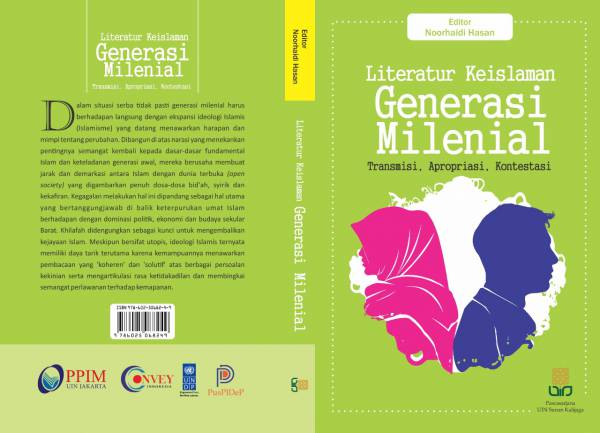 Literatur Keislaman
Generasi
Milenial
Transmisi, Apropriasi, Kontestasi
Dalam situasi serba tidak pasti generasi milenial harus
berhadapan langsung dengan ekspansi ideologi Islamis
(Islamisme) yang datang menawarkan harapan dan
mimpi tentang perubahan. Dibangun di atas narasi yang menekankan
pentingnya semangat kembali kepada dasar-dasar fundamental
Islam dan keteladanan generasi awal, mereka berusaha membuat
jarak dan demarkasi antara Islam dengan dunia terbuka (open
society) yang digambarkan penuh dosa-dosa bid'ah, syirik dan
kekafiran. Kegagalan melakukan hal ini dipandang sebagai hal utama
yang bertanggungjawab di balik keterpurukan umat Islam
berhadapan dengan dominasi politik, ekonomi dan budaya sekular
Barat. Khilafah didengungkan sebagai kunci untuk mengembalikan
kejayaan Islam. Meskipun bersifat utopis, ideologi Islamis ternyata
memiliki daya tarik terutama karena kemampuannya menawarkan
pembacaan yang 'koheren' dan 'solutif' atas berbagai persoalan
kekinian serta mengartikulasi rasa ketidakadilan dan membingkai
semangat perlawanan terhadap kemapanan.
PPIM
UIN JAKARTA
CONVEY
INDONESIA
UN
DP
PusPIDeP
Editor
Noorhaidi Hasan
Literatur Keislaman
Generasi Milenial
Editor
Noorhaidi Hasan
Literatur Keislaman
Generasi
Milenial
Transmisi, Apropriasi, Kontestasi
Pascasarjana
UIN Sunan Kalijaga